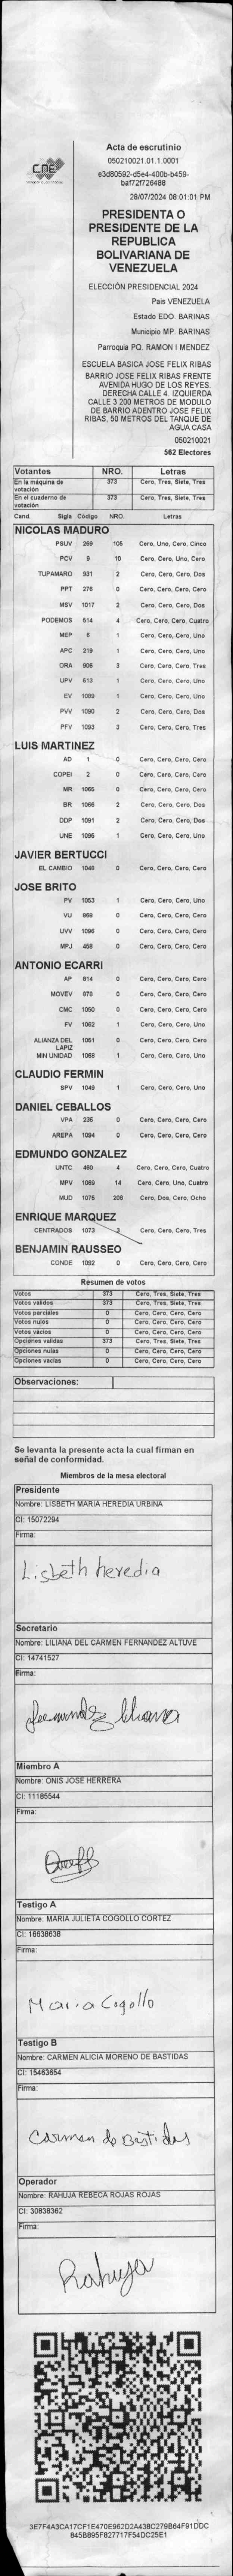 CNE
Acta de escrutinio
050210021.01.1.0001
e3d80592-d5e4-400b-b459-
baf72f726488
28/07/2024 08:01:01 PM
PRESIDENTA O
PRESIDENTE DE LA
REPUBLICA
BOLIVARIANA DE
VENEZUELA
ELECCIÓN PRESIDENCIAL 2024
Pais VENEZUELA
Estado EDO. BARINAS
Municipio MP. BARINAS
Parroquia PQ. RAMON I MENDEZ
ESCUELA BASICA JOSE FELIX RIBAS
BARRIO JOSE FELIX RIBAS FRENTE
AVENIDA HUGO DE LOS REYES.
DERECHA CALLE 4. IZQUIERDA
CALLE 3 200 METROS DE MODULO
DE BARRIO ADENTRO JOSE FELIX
RIBAS, 50 METROS DEL TANQUE DE
AGUA CASA
050210021
562 Electores
Votantes NRO. Letras
En la máquina de votación 373 Cero, Tres, Siete, Tres
En el cuaderno de votación 373 Cero, Tres, Siete, Tres
Cand. Sigla Código NRO. Letras
NICOLAS MADURO
PSUV 269 105 Cero, Uno, Cero, Cinco
PCV 9 10 Cero, Cero, Uno, Cero
TUPAMARO 931 2 Cero, Cero, Cero, Dos
PPT 276 0 Cero, Cero, Cero, Cero
MSV 1017 2 Cero, Cero, Cero, Dos
PODEMOS 514 4 Cero, Cero, Cero, Cuatro
MEP 6 1 Cero, Cero, Cero, Uno
APC 219 1 Cero, Cero, Cero, Uno
ORA 906 3 Cero, Cero, Cero, Tres
UPV 513 1 Cero, Cero, Cero, Uno
EV 1089 1 Cero, Cero, Cero, Uno
PVV 1090 2 Cero, Cero, Cero, Dos
PFV 1093 3 Cero, Cero, Cero, Tres
LUIS MARTINEZ
AD 1 0 Cero, Cero, Cero, Cero
COPEI 2 0 Cero, Cero, Cero, Cero
MR 1065 0 Cero, Cero, Cero, Cero
BR 1066 2 Cero, Cero, Cero, Dos
DDP 1091 2 Cero, Cero, Cero, Dos
UNE 1095 1 Cero, Cero, Cero, Uno
JAVIER BERTUCCI
EL CAMBIO 1048 0 Cero, Cero, Cero, Cero
JOSE BRITO
PV 1053 1 Cero, Cero, Cero, Uno
VU 868 0 Cero, Cero, Cero, Cero
UVV 1096 0 Cero, Cero, Cero, Cero
MPJ 458 0 Cero, Cero, Cero, Cero
ANTONIO ECARRI
AP 814 0 Cero, Cero, Cero, Cero
MOVEV 879 0 Cero, Cero, Cero, Cero
CMC 1050 0 Cero, Cero, Cero, Cero
FV 1062 1 Cero, Cero, Cero, Uno
ALIANZA DEL LAPIZ 1061 0 Cero, Cero, Cero, Cero
MIN UNIDAD 1068 1 Cero, Cero, Cero, Uno
CLAUDIO FERMIN
SPV 1049 1 Cero, Cero, Cero, Uno
DANIEL CEBALLOS
VPA 236 0 Cero, Cero, Cero, Cero
AREPA 1094 0 Cero, Cero, Cero, Cero
EDMUNDO GONZALEZ
UNTC 460 4 Cero, Cero, Cero, Cuatro
MPV 1069 14 Cero, Cero, Uno, Cuatro
MUD 1075 208 Cero, Dos, Cero, Ocho
ENRIQUE MARQUEZ
CENTRADOS 1073 3 Cero, Cero, Cero, Tres
BENJAMIN RAUSSEO
CONDE 1092 0 Cero, Cero, Cero, Cero
Resumen de votos
Votos 373 Cero, Tres, Siete, Tres
Votos válidos 373 Cero, Tres, Siete, Tres
Votos parciales 0 Cero, Cero, Cero, Cero
Votos nulos 0 Cero, Cero, Cero, Cero
Votos vacíos 0 Cero, Cero, Cero, Cero
Opciones validas 373 Cero, Tres, Siete, Tres
Opciones nulas 0 Cero, Cero, Cero, Cero
Opciones vacias 0 Cero, Cero, Cero, Cero
Observaciones:
Se levanta la presente acta la cual firman en
señal de conformidad.
Miembros de la mesa electoral
Presidente
Nombre: LISBETH MARIA HEREDIA URBINA
CI: 15072294
Firma:
Lisbeth heredia
Secretario
Nombre: LILIANA DEL CARMEN FERNANDEZ ALTUVE
CI: 14741527
Firma:
Miembro A
Nombre: ONIS JOSE HERRERA
CI: 11185544
Firma:
Testigo A
Nombre: MARIA JULIETA COGOLLO CORTEZ
CI: 16638638
Firma:
Maria Cogollo
Testigo B
Nombre: CARMEN ALICIA MORENO DE BASTIDAS
CI: 15463654
Firma:
Carmen de Bastidas
Operador
Nombre: RAHUJA REBECA ROJAS ROJAS
CI: 30838362
Firma:
Rahuja
3E7F4A3CA17CF1E470E962D2A438C279B64F91DDC
845B895F827717F54DC25E1